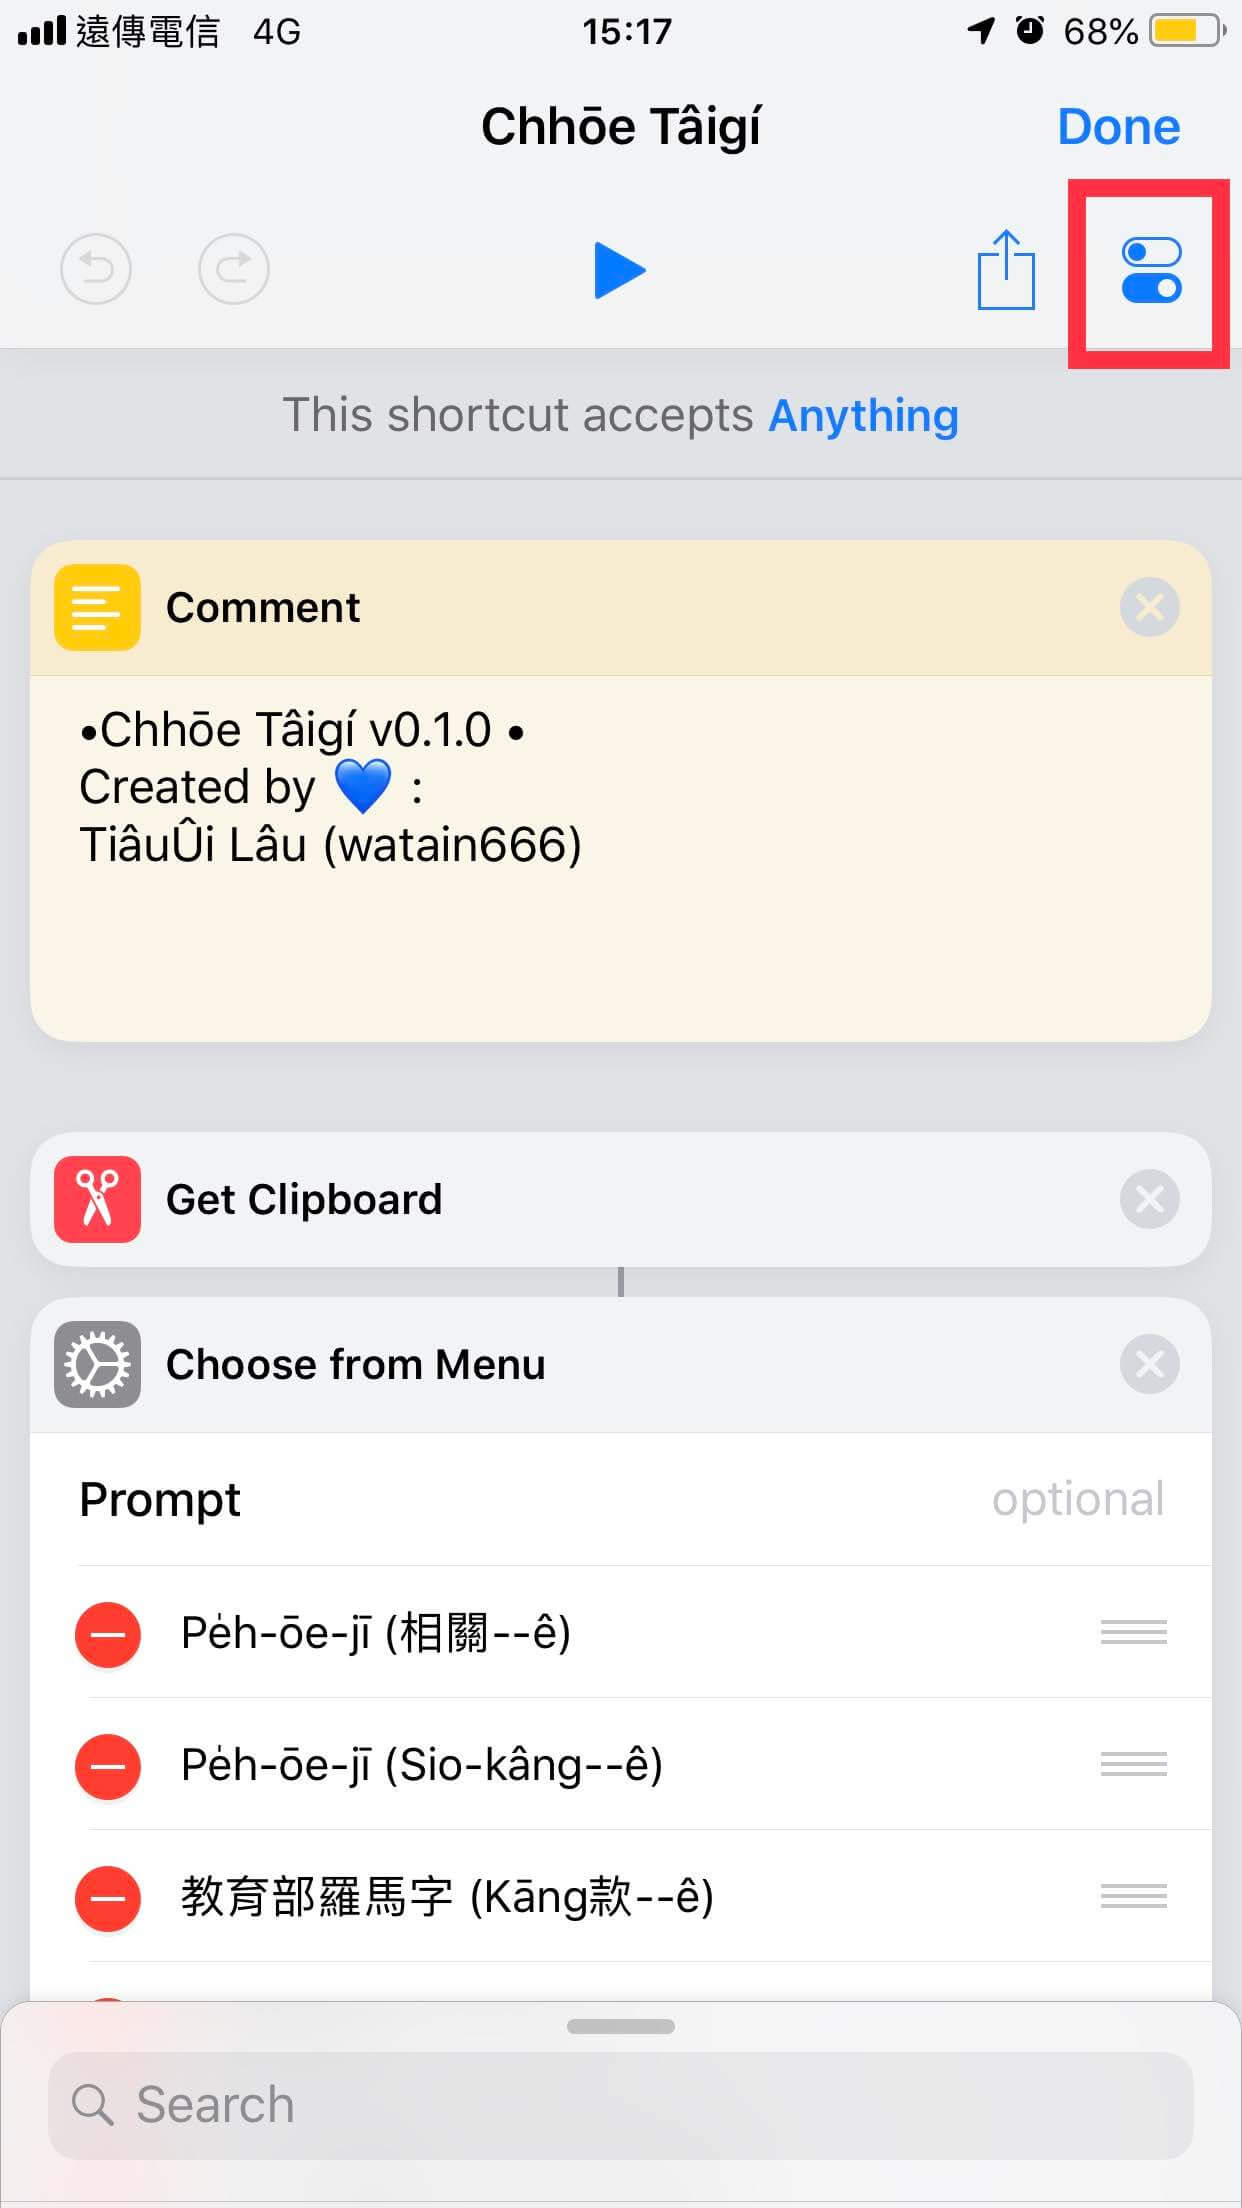 遠傳電信 4G 15:17 68%
Chhōe Tâigí Done
This shortcut accepts Anything
Comment
•Chhōe Tâigí v0.1.0 •
Created by 💙 :
TiâuÛi Lâu (watain666)
Get Clipboard
Choose from Menu
Prompt optional
Pe̍h-ōe-jī (相關--ê)
Pe̍h-ōe-jī (Sio-kâng--ê)
教育部羅馬字 (Kāng款--ê)
Search